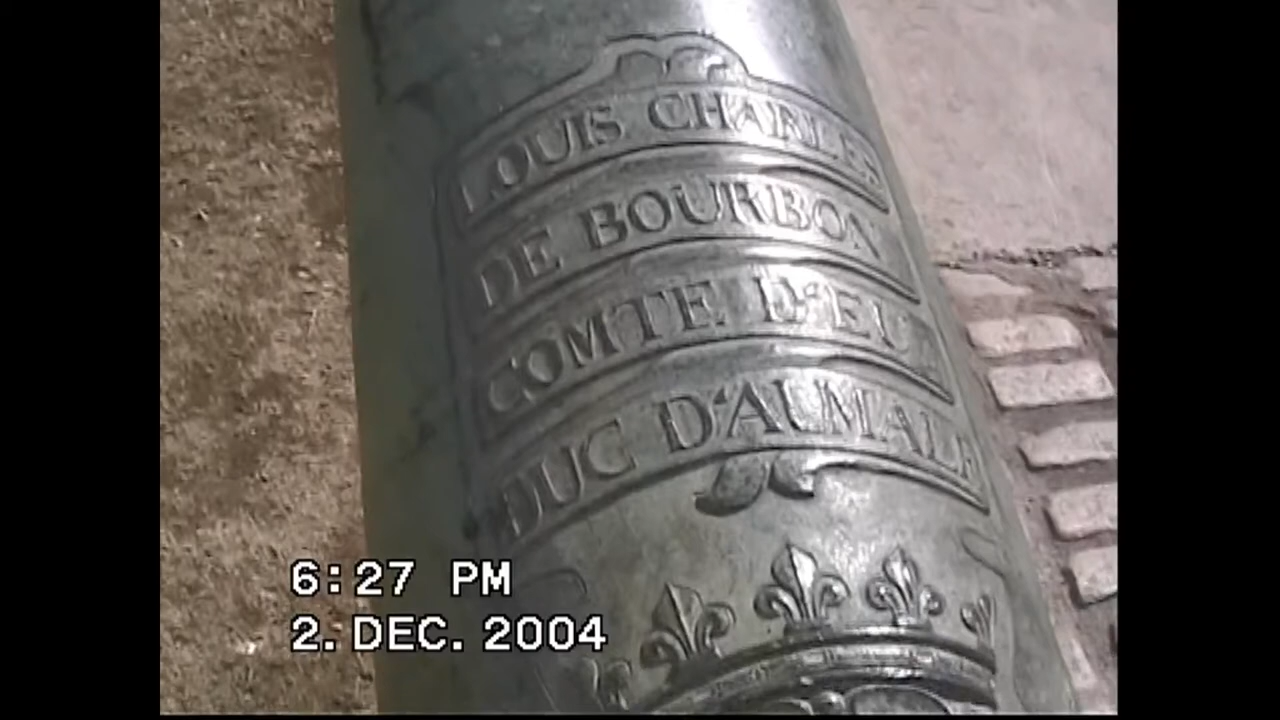 LOUIS CHARLES
DE BOURBON
COMTE D'EU
DUC D'AUMALE
6:27 PM
2. DEC. 2004